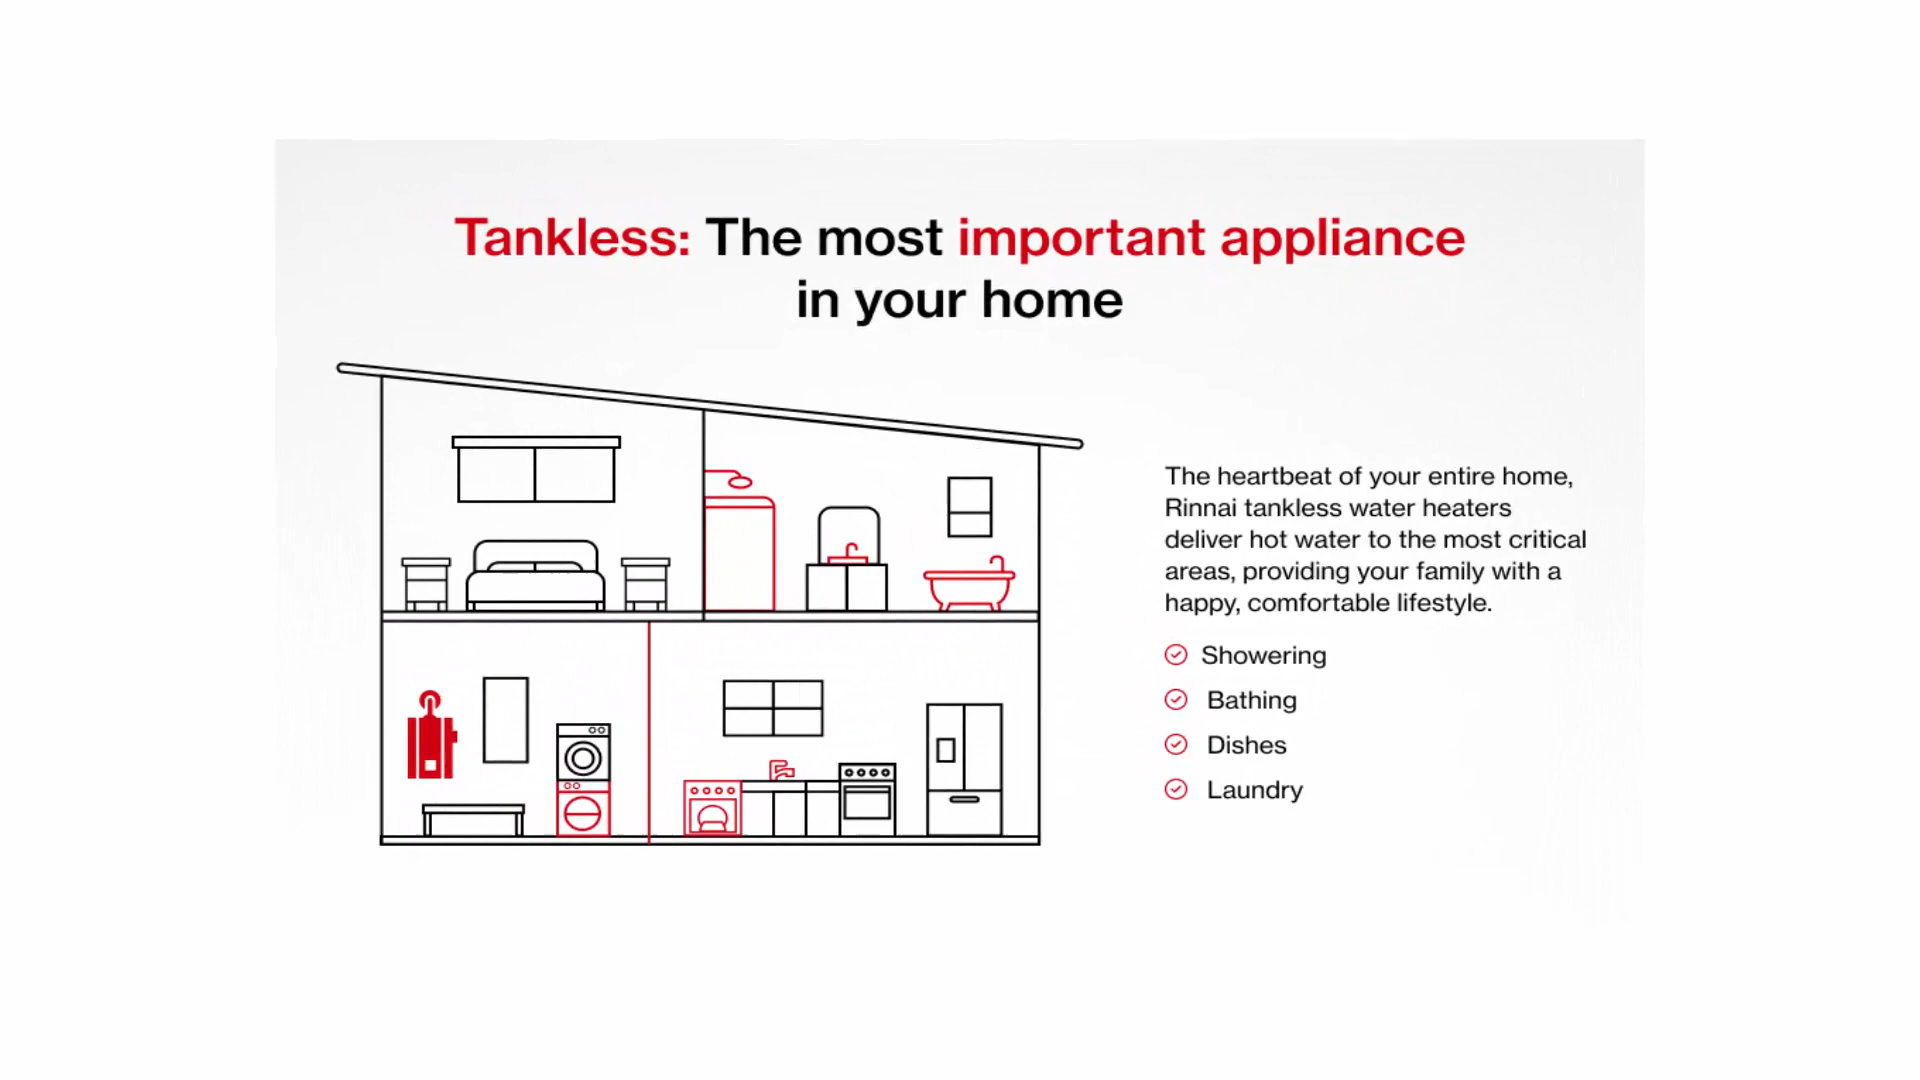 Tankless: The most important appliance
in your home
The heartbeat of your entire home,
Rinnai tankless water heaters
deliver hot water to the most critical
areas, providing your family with a
happy, comfortable lifestyle.
Showering
Bathing
Dishes
Laundry